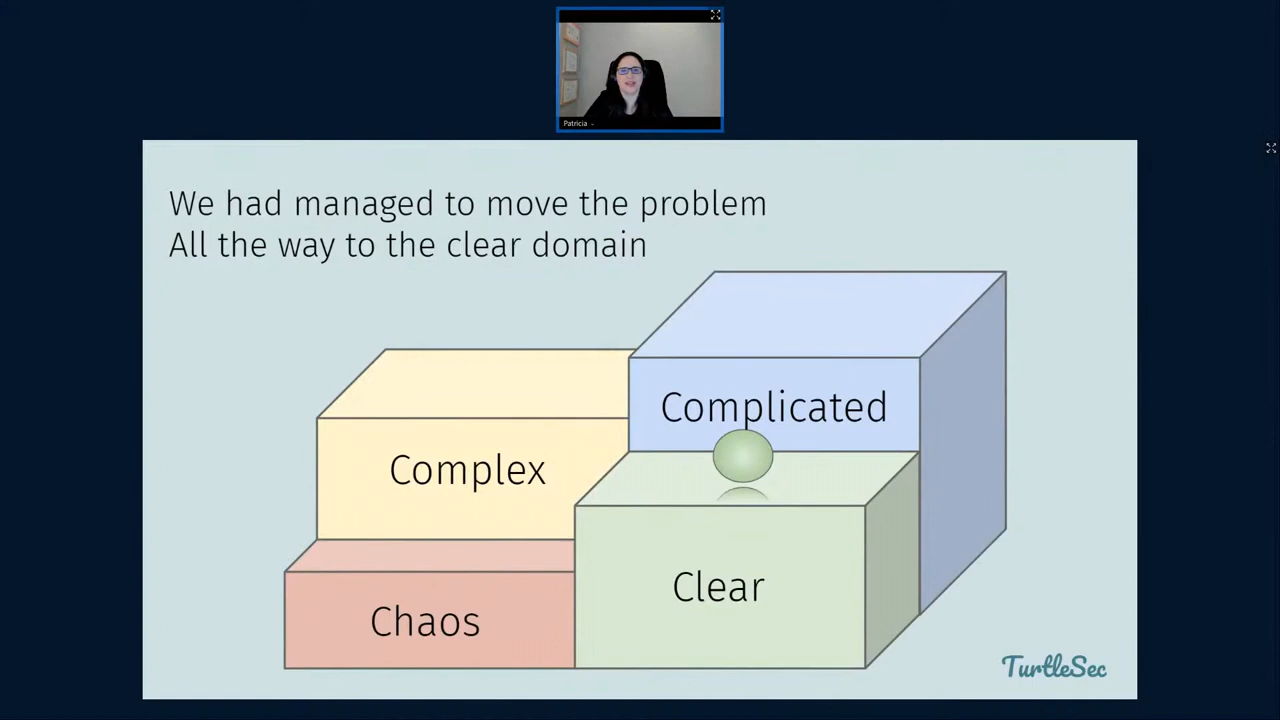 Patricia
We had managed to move the problem
All the way to the clear domain
Complicated
Complex
Clear
Chaos
TurtleSec